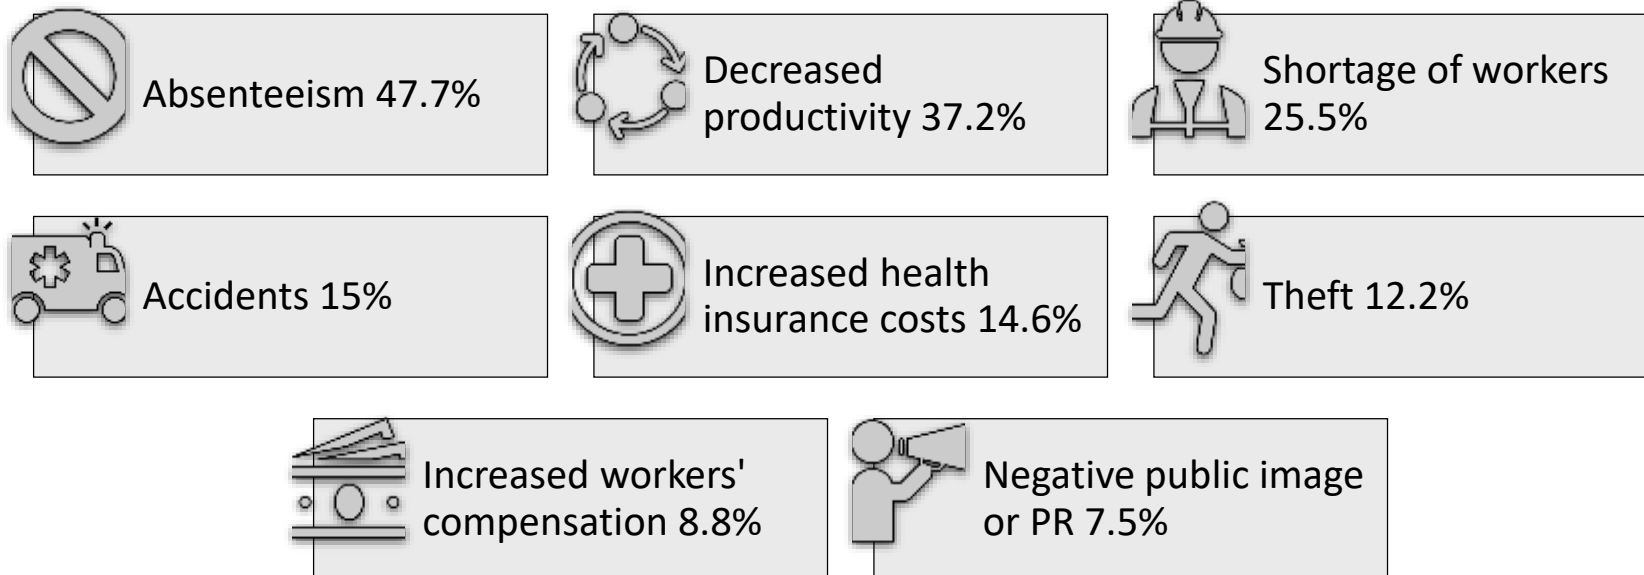 Absenteeism 47.7%
Decreased
productivity 37.2%
Shortage of workers
25.5%
Accidents 15%
Increased health
insurance costs 14.6%
Theft 12.2%
Increased workers'
compensation 8.8%
Negative public image
or PR 7.5%